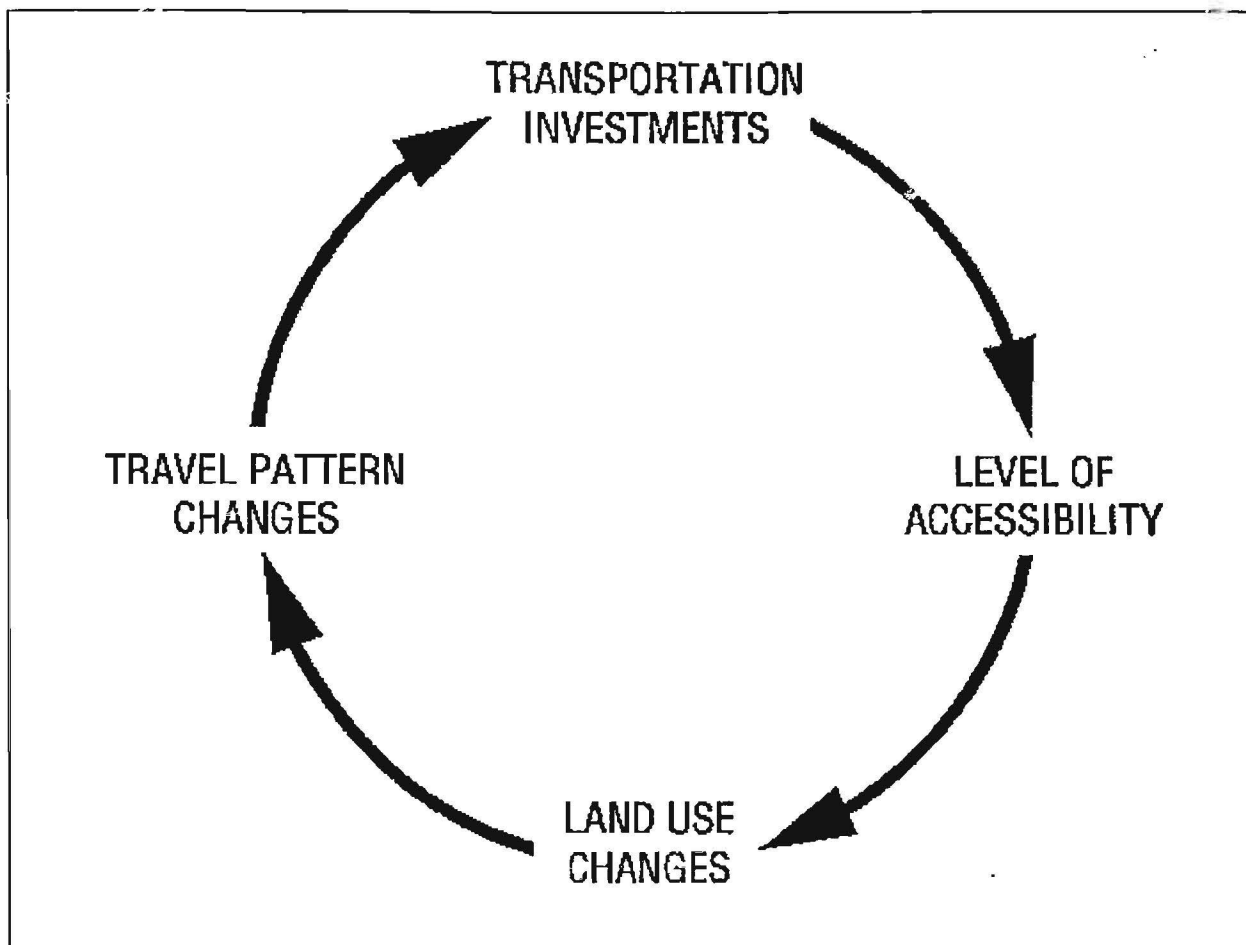 TRANSPORTATION
INVESTMENTS
LEVEL OF
ACCESSIBILITY
LAND USE
CHANGES
TRAVEL PATTERN
CHANGES